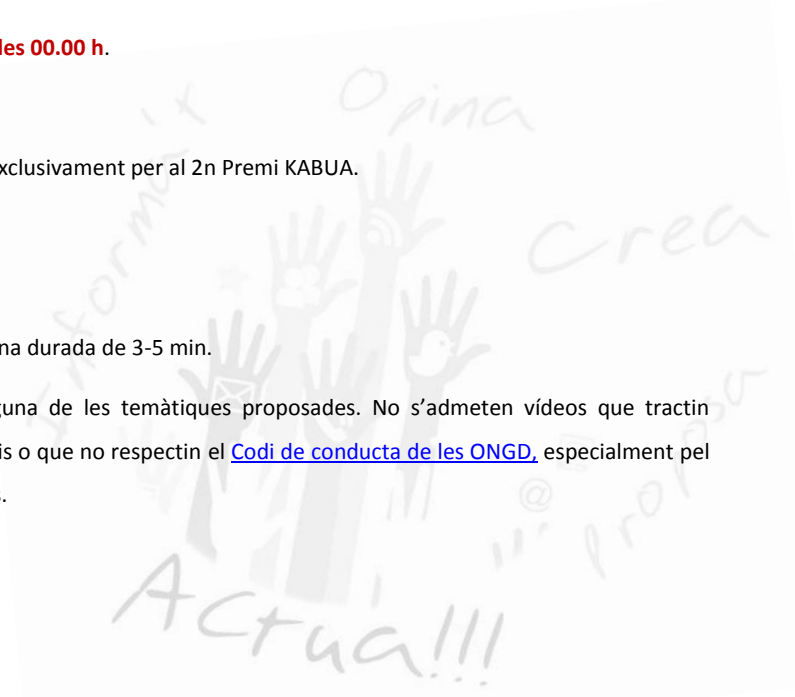 les 00.00 h.
xclusivament per al 2n Premi KABUA.
na durada de 3-5 min.
guna de les temàtiques proposades. No s'admeten vídeos que tractin
is o que no respectin el Codi de conducta de les ONGD, especialment pel
s.
Opina
Informa't
Crea
Proposa
@
Actua!!!